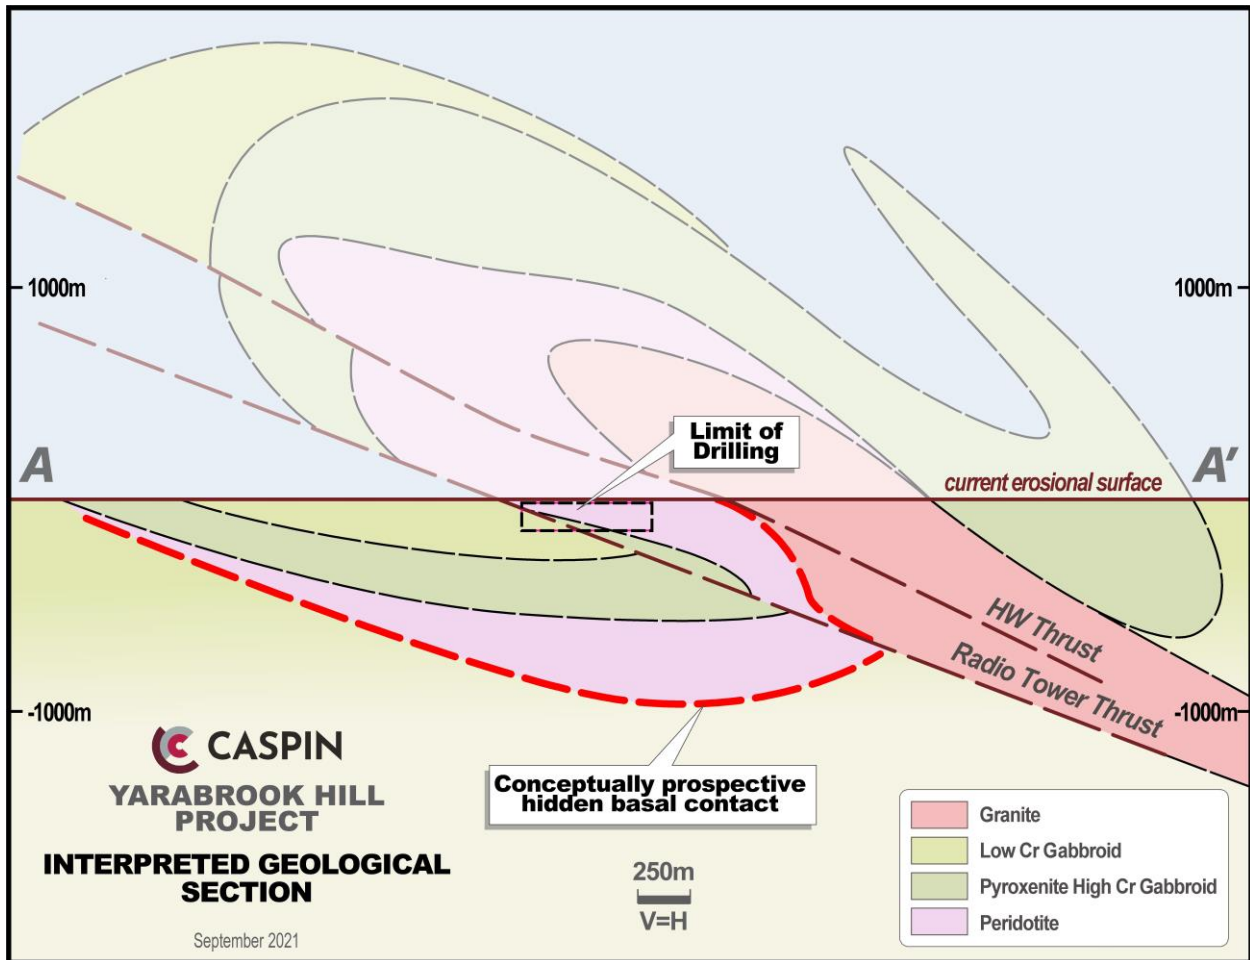 1000m
1000m
Limit of
Drilling
A
A'
current erosional surface
HW Thrust
Radio Tower Thrust
-1000m
-1000m
CASPIN
YARABROOK HILL
PROJECT
INTERPRETED GEOLOGICAL
SECTION
September 2021
Conceptually prospective
hidden basal contact
250m
V=H
Granite
Low Cr Gabbroid
Pyroxenite High Cr Gabbroid
Peridotite